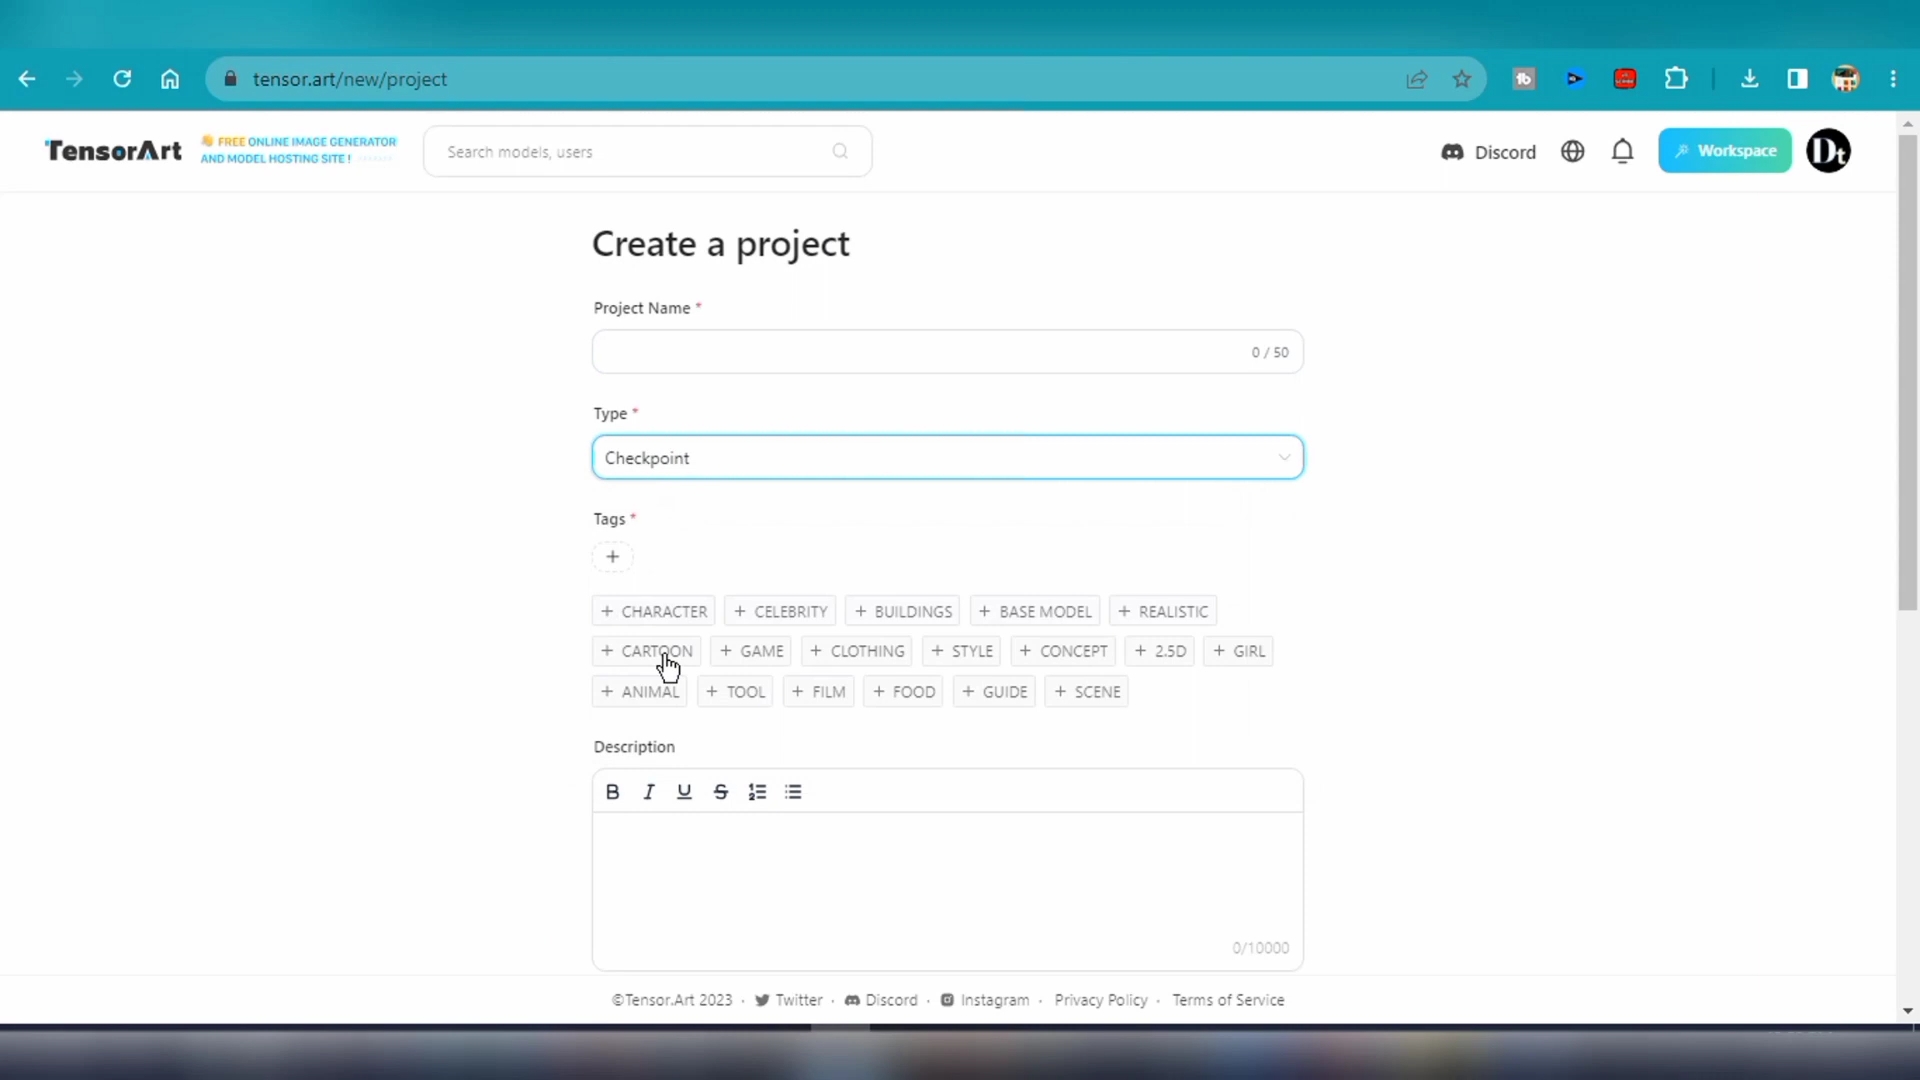 tensor.art/new/project
TensorArt
FREE ONLINE IMAGE GENERATOR
AND MODEL HOSTING SITE !
Search models, users
Discord
Workspace
Dt
Create a project
Project Name *
0 / 50
Type *
Checkpoint
Tags *
+
+ CHARACTER + CELEBRITY + BUILDINGS + BASE MODEL + REALISTIC
+ CARTOON + GAME + CLOTHING + STYLE + CONCEPT + 2.5D + GIRL
+ ANIMAL + TOOL + FILM + FOOD + GUIDE + SCENE
Description
B I U S
0/10000
©Tensor.Art 2023 · Twitter · Discord · Instagram · Privacy Policy · Terms of Service